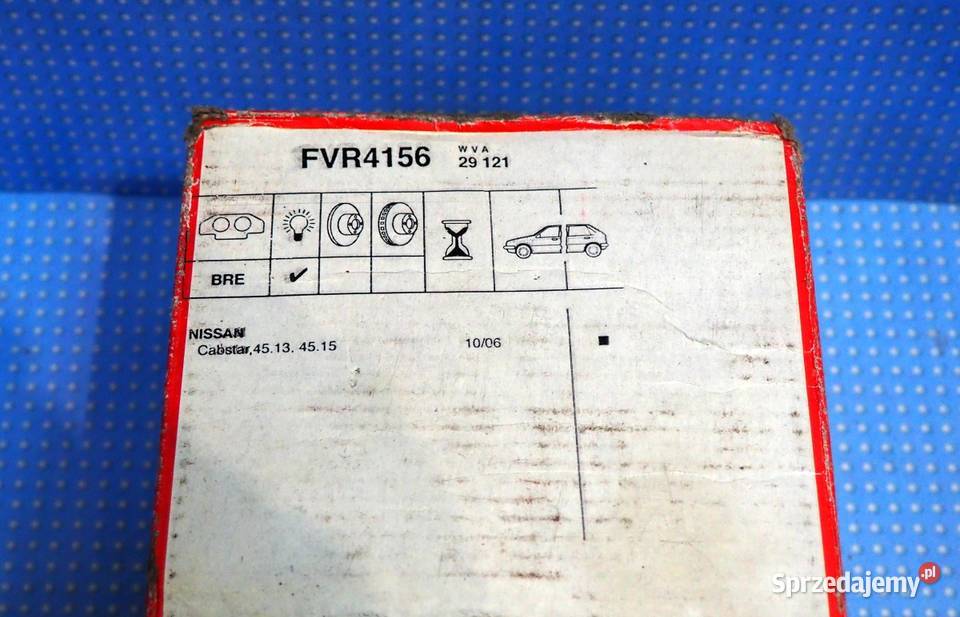 FVR4156 WVA 29 121
BRE ✓
NISSAN
Cabstar, 45.13. 45.15 10/06 ■
Sprzedajemy.pl